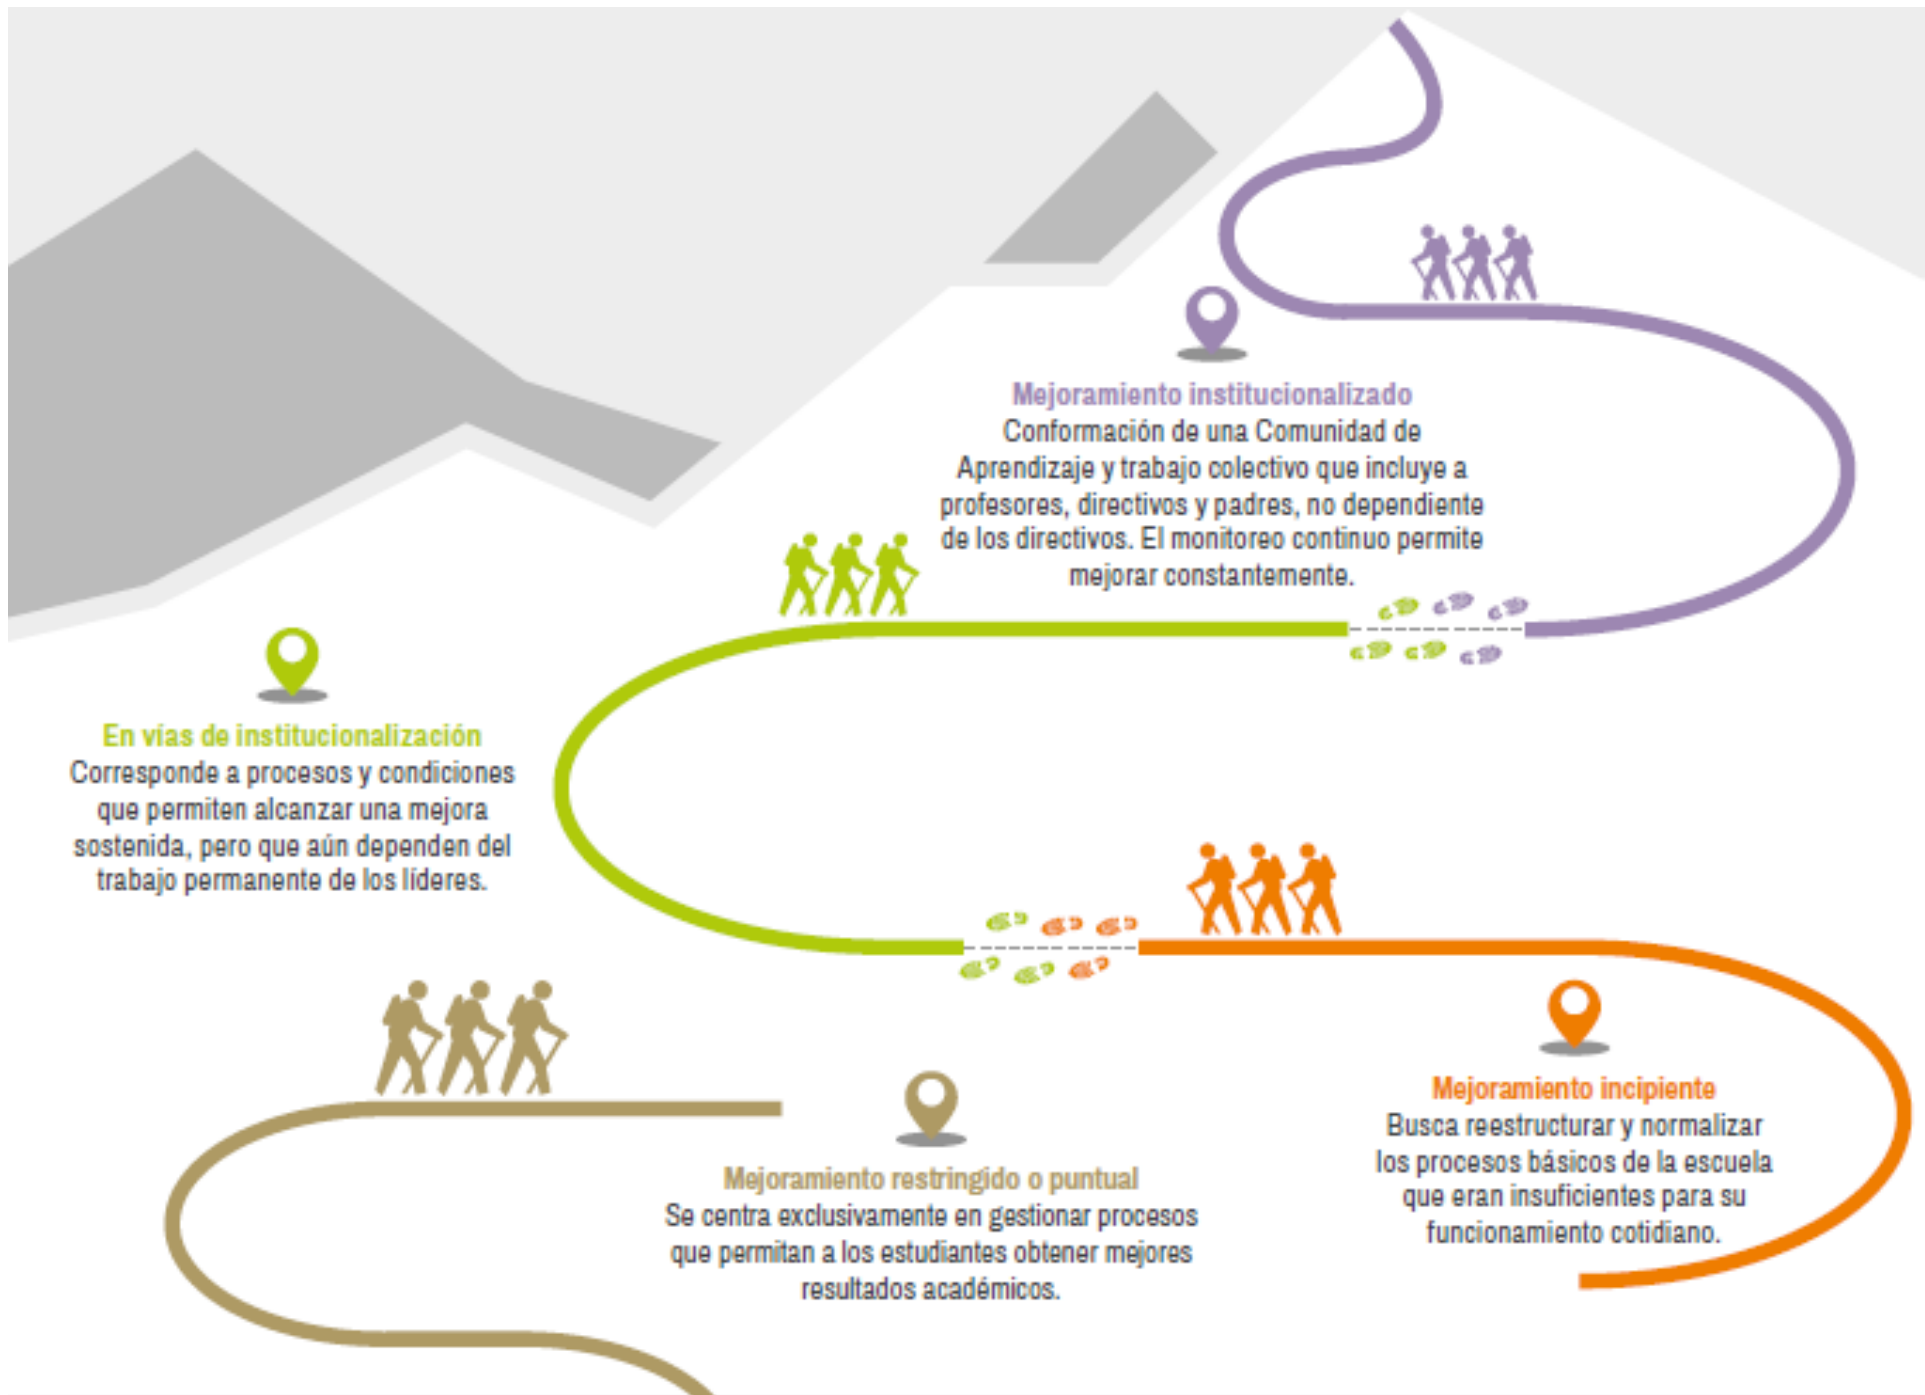 Mejoramiento institucionalizado
Conformación de una Comunidad de
Aprendizaje y trabajo colectivo que incluye a
profesores, directivos y padres, no dependiente
de los directivos. El monitoreo continuo permite
mejorar constantemente.
En vías de institucionalización
Corresponde a procesos y condiciones
que permiten alcanzar una mejora
sostenida, pero que aún dependen del
trabajo permanente de los líderes.
Mejoramiento incipiente
Busca reestructurar y normalizar
los procesos básicos de la escuela
que eran insuficientes para su
funcionamiento cotidiano.
Mejoramiento restringido o puntual
Se centra exclusivamente en gestionar procesos
que permitan a los estudiantes obtener mejores
resultados académicos.